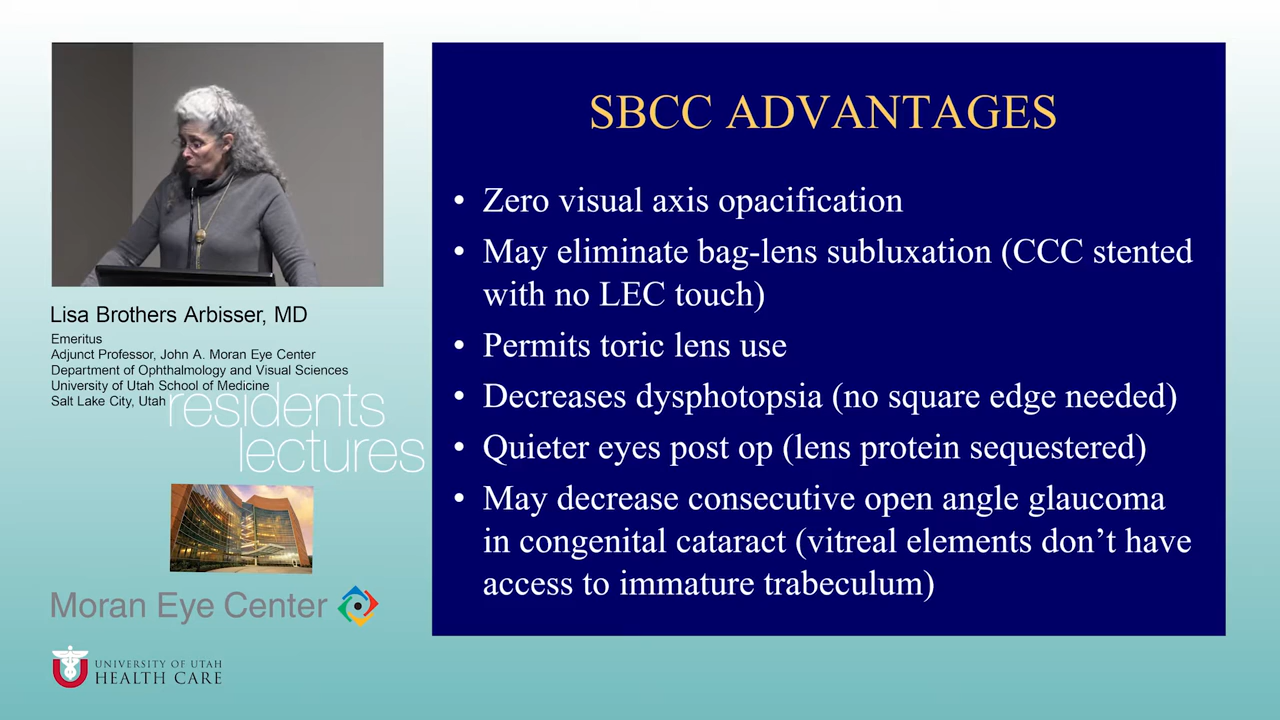 SBCC ADVANTAGES
• Zero visual axis opacification
• May eliminate bag-lens subluxation (CCC stented
with no LEC touch)
• Permits toric lens use
• Decreases dysphotopsia (no square edge needed)
• Quieter eyes post op (lens protein sequestered)
• May decrease consecutive open angle glaucoma
in congenital cataract (vitreal elements don’t have
access to immature trabeculum)
Lisa Brothers Arbisser, MD
Emeritus
Adjunct Professor, John A. Moran Eye Center
Department of Ophthalmology and Visual Sciences
University of Utah School of Medicine
Salt Lake City, Utah
residents
lectures
Moran Eye Center
U
UNIVERSITY OF UTAH
HEALTH CARE